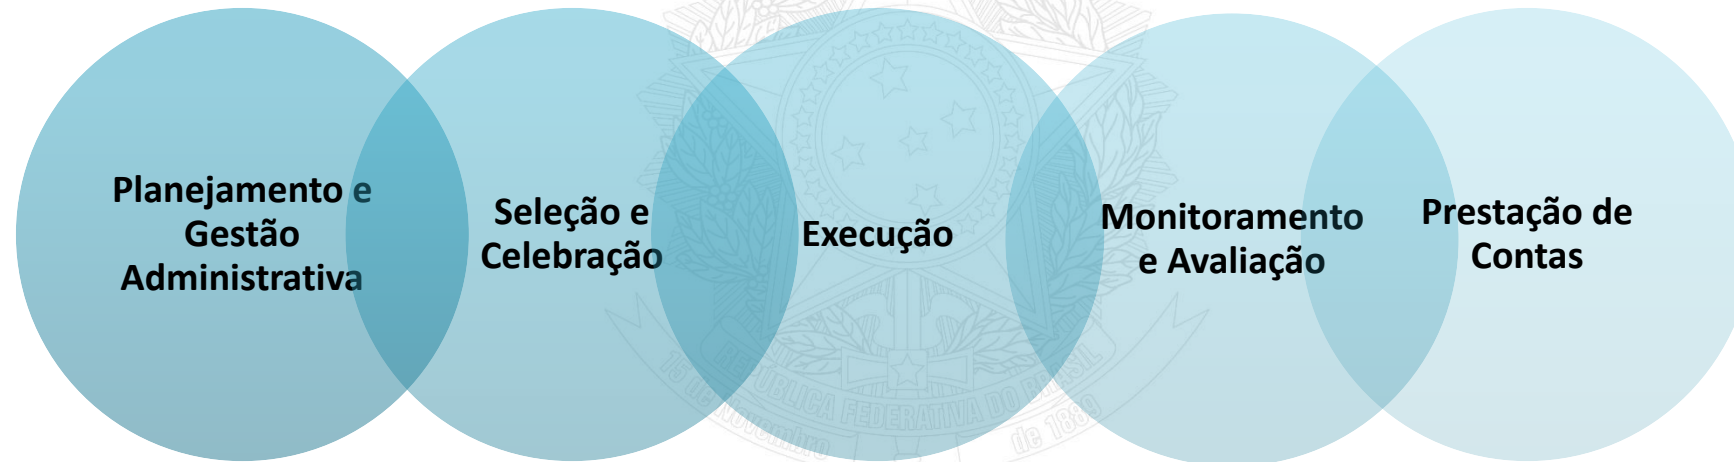 Planejamento e
Gestão
Administrativa
Seleção e
Celebração
Execução
Monitoramento
e Avaliação
Prestação de
Contas
REPÚBLICA FEDERATIVA DO BRASIL
15 de Novembro
de 1889